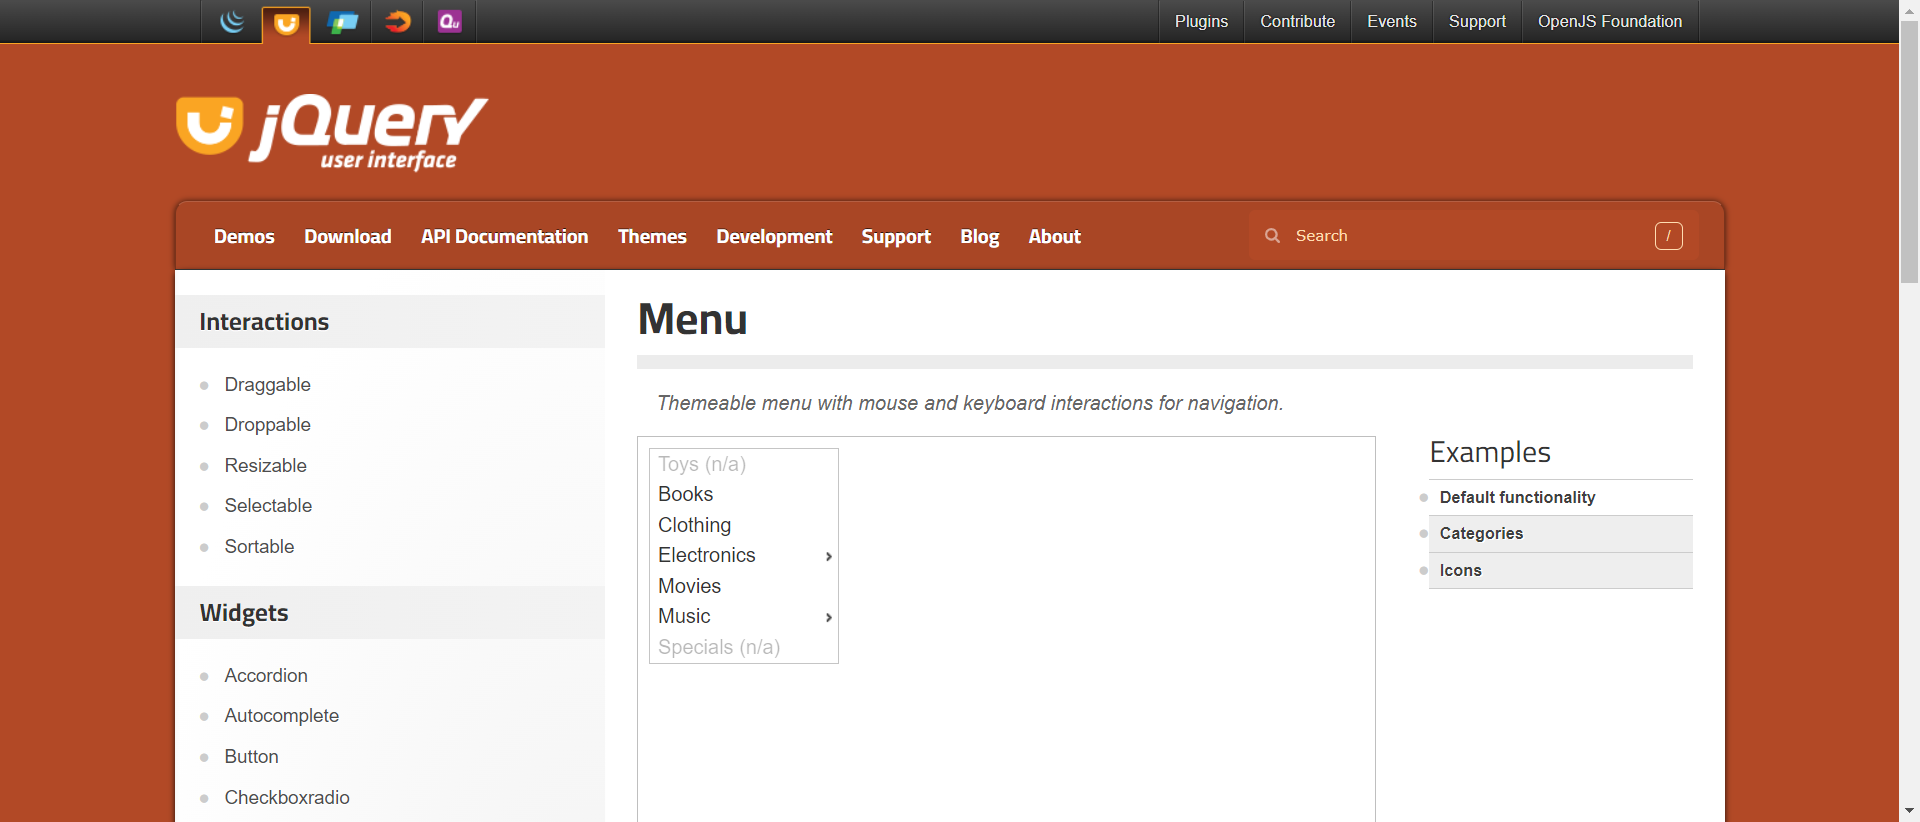 Qu
Plugins
Contribute
Events
Support
OpenJS Foundation
jQuery
user interface
Demos
Download
API Documentation
Themes
Development
Support
Blog
About
Search
/
Interactions
Draggable
Droppable
Resizable
Selectable
Sortable
Widgets
Accordion
Autocomplete
Button
Checkboxradio
Menu
Themeable menu with mouse and keyboard interactions for navigation.
Toys (n/a)
Books
Clothing
Electronics
Movies
Music
Specials (n/a)
Examples
Default functionality
Categories
Icons